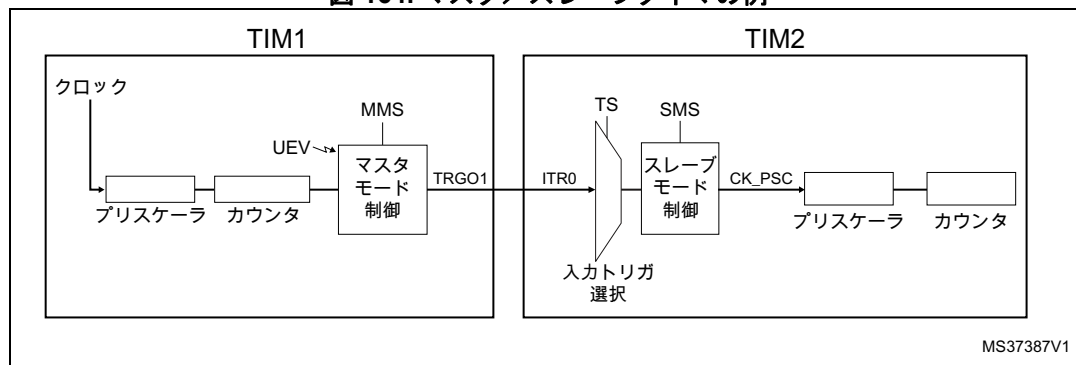 TIM1
TIM2
クロック
MMS
UEV
マスタ
モード
制御
TRGO1
プリスケーラ
カウンタ
ITR0
TS
SMS
スレーブ
モード
制御
CK_PSC
入力トリガ
選択
プリスケーラ
カウンタ
MS37387V1